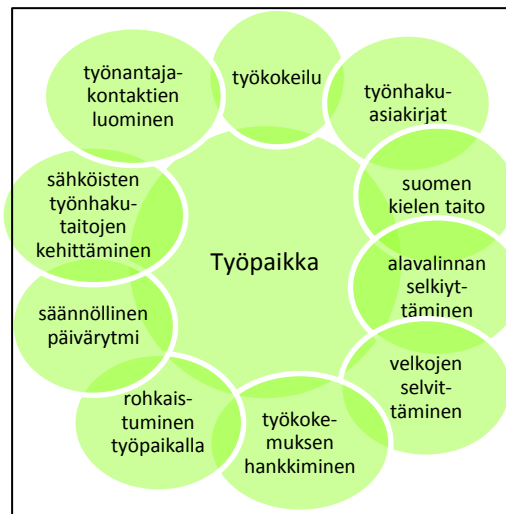 työkokeilu
työnhaku-
asiakirjat
suomen
kielen taito
alavalinnan
selkiyt-
täminen
velkojen
selvit-
täminen
työkoke-
muksen
hankkiminen
rohkais-
tuminen
työpaikalla
säännöllinen
päivärytmi
sähköisten
työnhaku-
taitojen
kehittäminen
työnantaja-
kontaktien
luominen
Työpaikka